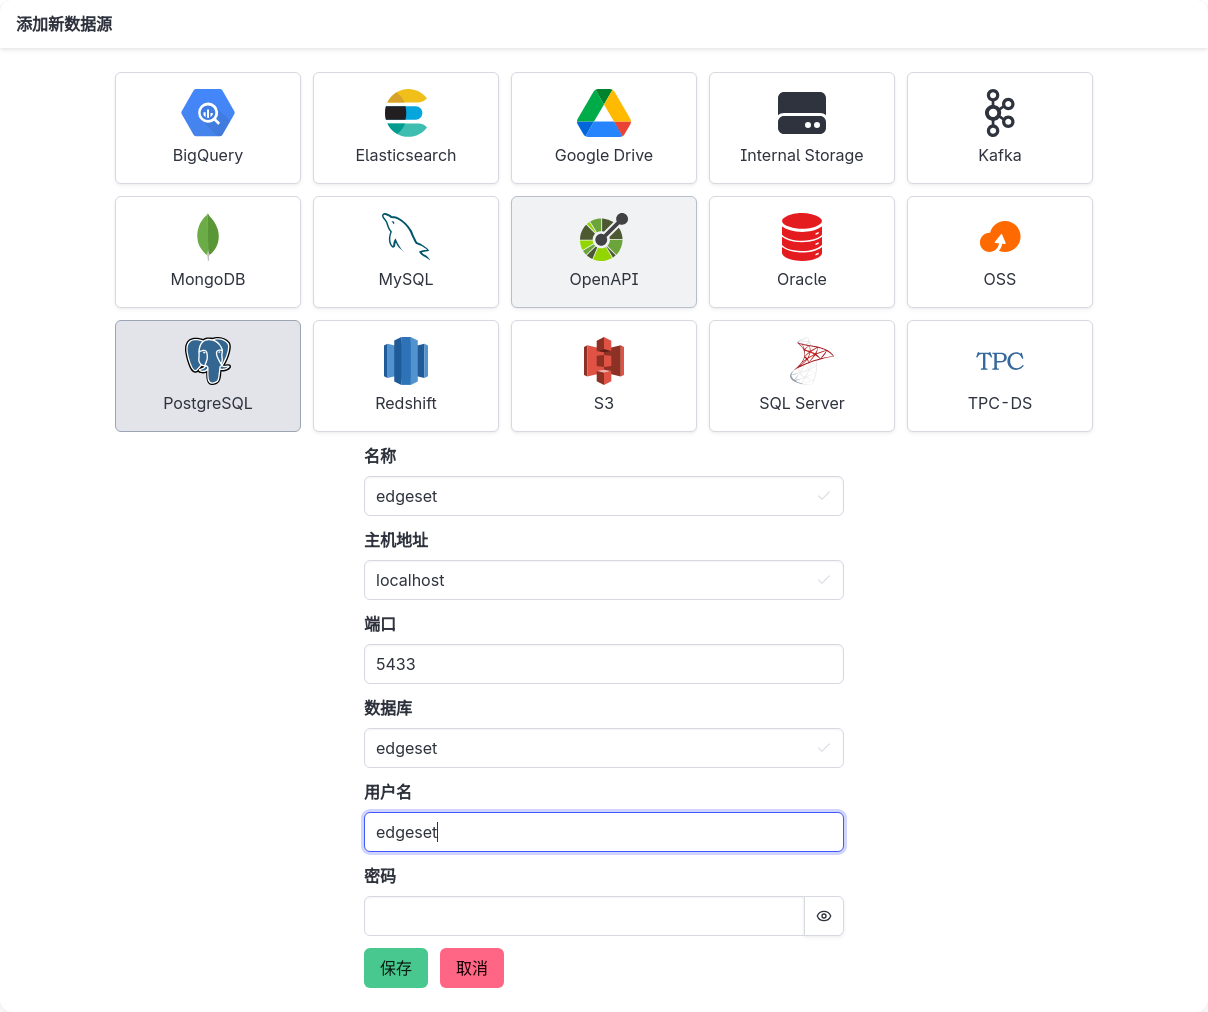 添加新数据源
BigQuery
Elasticsearch
Google Drive
Internal Storage
Kafka
MongoDB
MySQL
OpenAPI
Oracle
OSS
PostgreSQL
Redshift
S3
SQL Server
TPC
TPC-DS
名称
edgeset
主机地址
localhost
端口
5433
数据库
edgeset
用户名
edgeset
密码
保存
取消